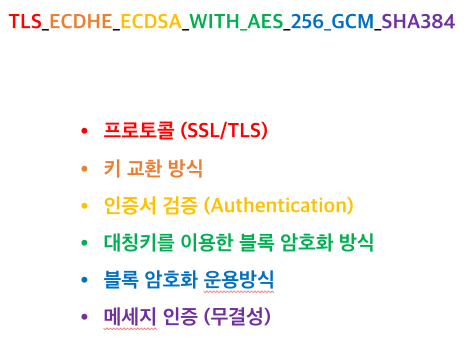 TLS_ECDHE_ECDSA_WITH_AES_256_GCM_SHA384
• 프로토콜 (SSL/TLS)
• 키 교환 방식
• 인증서 검증 (Authentication)
• 대칭키를 이용한 블록 암호화 방식
• 블록 암호화 운용방식
• 메세지 인증 (무결성)